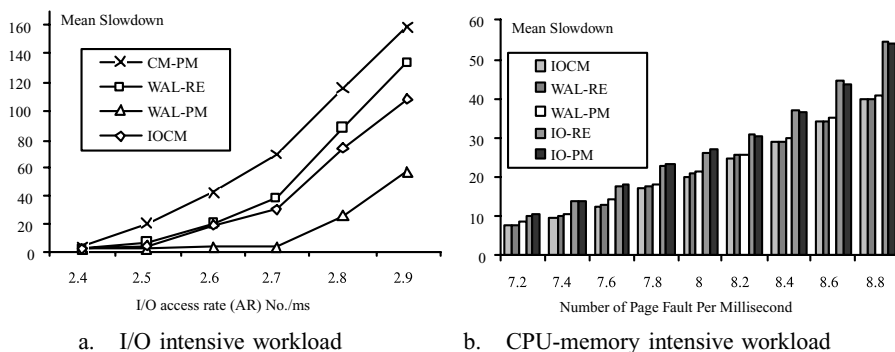 Mean Slowdown
160
140
120
100
80
60
40
20
0
CM-PM
WAL-RE
WAL-PM
IOCM
2.4 2.5 2.6 2.7 2.8 2.9
I/O access rate (AR) No./ms
a. I/O intensive workload
Mean Slowdown
60
50
40
30
20
10
0
IOCM
WAL-RE
WAL-PM
IO-RE
IO-PM
7.2 7.4 7.6 7.8 8 8.2 8.4 8.6 8.8
Number of Page Fault Per Millisecond
b. CPU-memory intensive workload